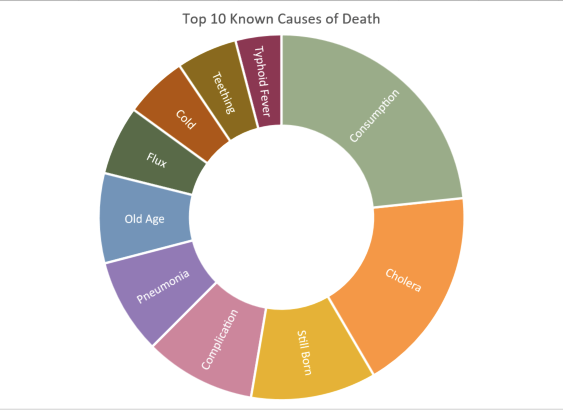 Top 10 Known Causes of Death
Consumption
Cholera
Still Born
Complication
Pneumonia
Old Age
Flux
Cold
Teething
Typhoid Fever